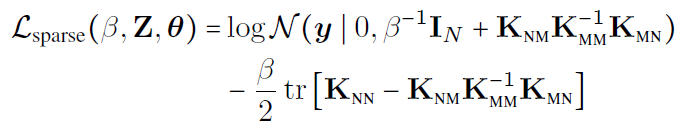 ℒ_sparse(β, Z, θ) = log 𝒩(y | 0, β⁻¹I_N + K_NM K_MM⁻¹ K_MN)
− β/2 tr[K_NN − K_NM K_MM⁻¹ K_MN]